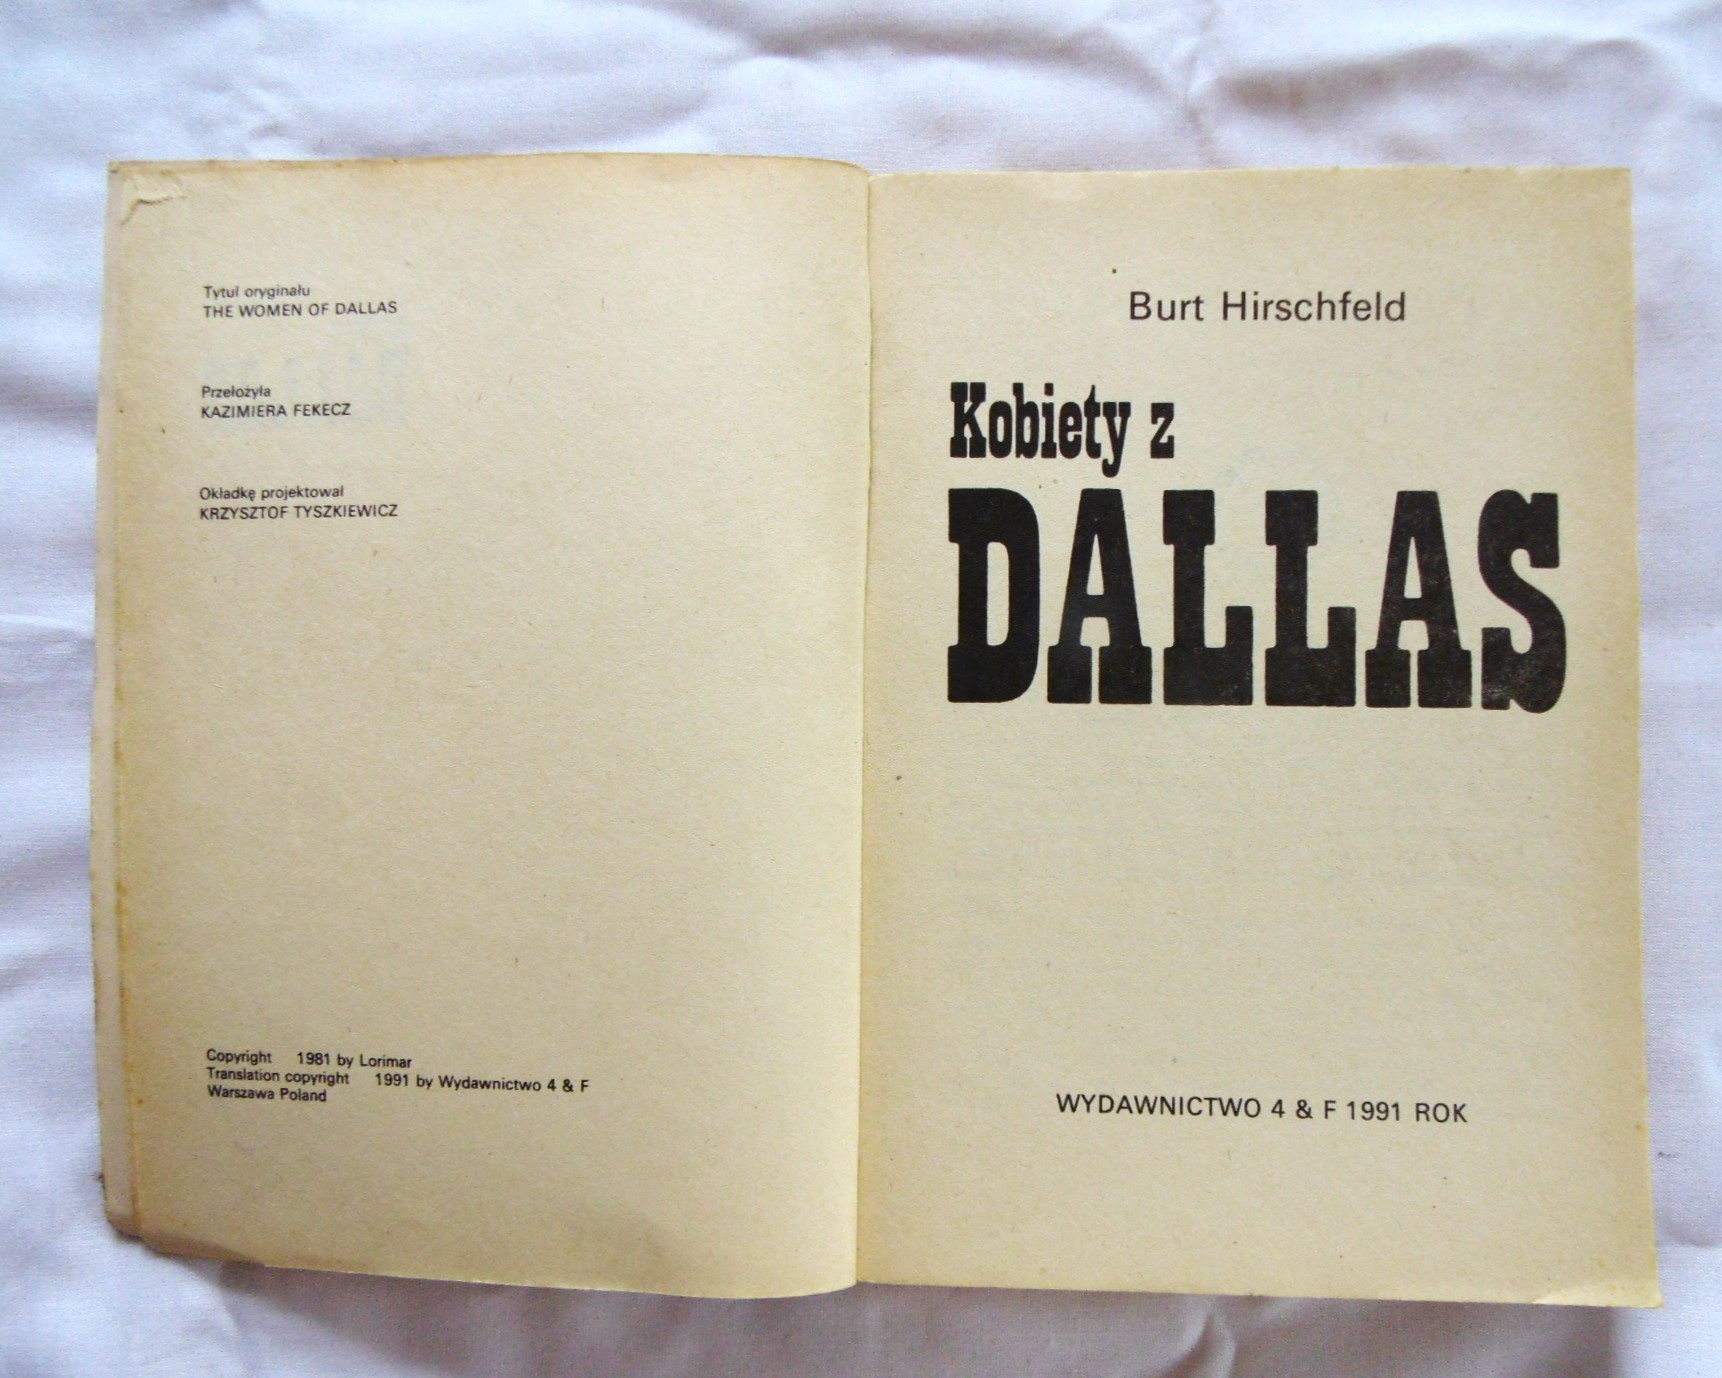 Tytuł oryginału
THE WOMEN OF DALLAS
Przełożyła
KAZIMIERA FEKECZ
Okładkę projektował
KRZYSZTOF TYSZKIEWICZ
Copyright 1981 by Lorimar
Translation copyright 1991 by Wydawnictwo 4 & F
Warszawa Poland
Burt Hirschfeld
Kobiety z
DALLAS
WYDAWNICTWO 4 & F 1991 ROK